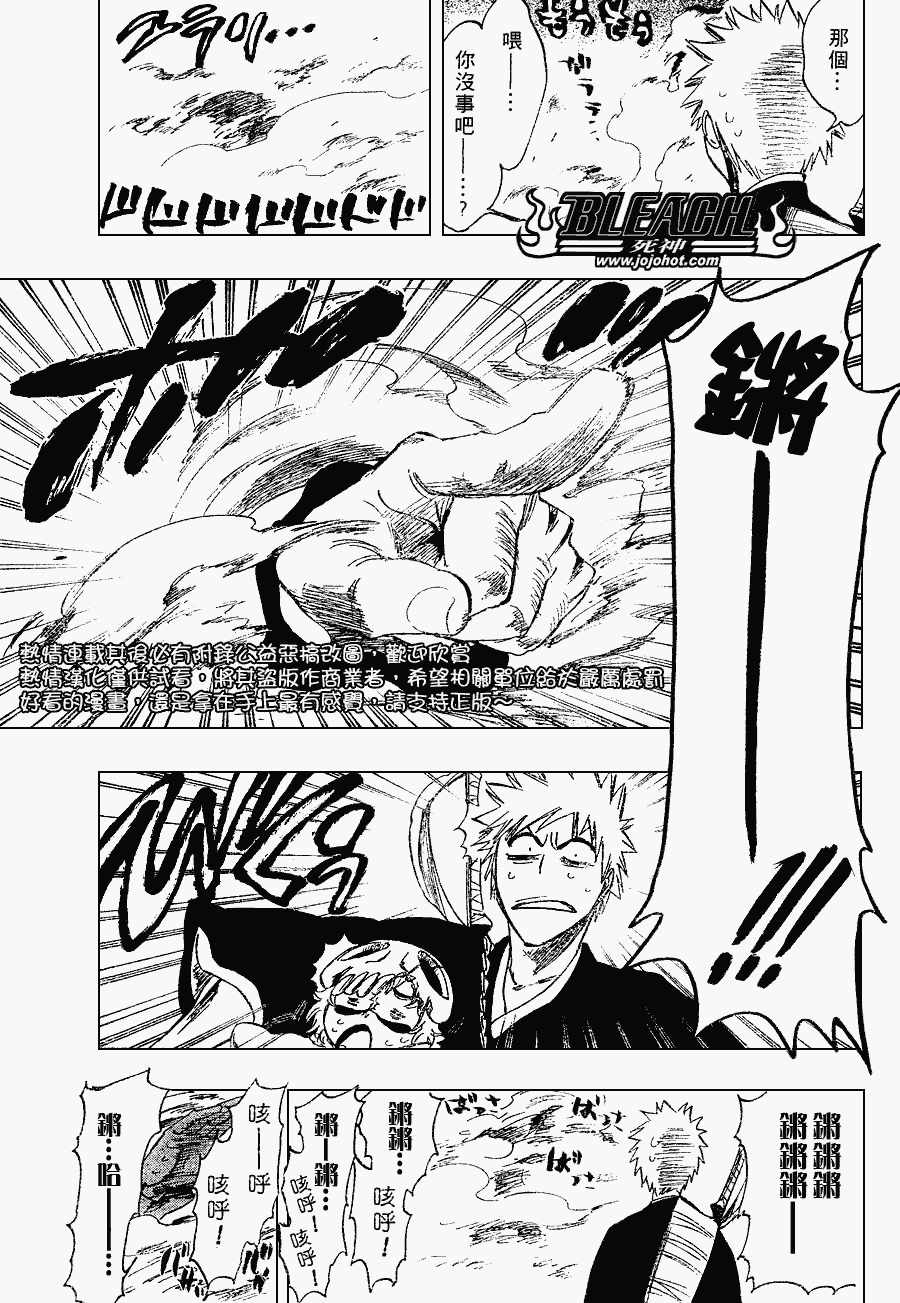 那個…
喂——…
你沒事吧——…?
BLEACH
死神
www.jojohot.com
鏘——!!!
熱情連載其後必有附錄公益惡搞改圖，歡迎欣賞
熱情漢化僅供試看。將其盜版作商業者，希望相關單位給於嚴厲處罰
好看的漫畫，還是拿在手上最有感覺…請支持正版～
鏘鏘鏘
鏘鏘鏘——
鏘鏘…
咳呼!
鏘—鏘…
咳呼!咳呼!
咳—呼
咳呼!
鏘…哈——…